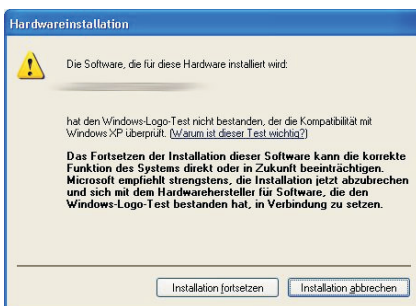 Hardwareinstallation
Die Software, die für diese Hardware installiert wird:
hat den Windows-Logo-Test nicht bestanden, der die Kompatibilität mit
Windows XP überprüft. (Warum ist dieser Test wichtig?)
Das Fortsetzen der Installation dieser Software kann die korrekte
Funktion des Systems direkt oder in Zukunft beeinträchtigen.
Microsoft empfiehlt strengstens, die Installation jetzt abzubrechen
und sich mit dem Hardwarehersteller für Software, die den
Windows-Logo-Test bestanden hat, in Verbindung zu setzen.
Installation fortsetzen
Installation abbrechen